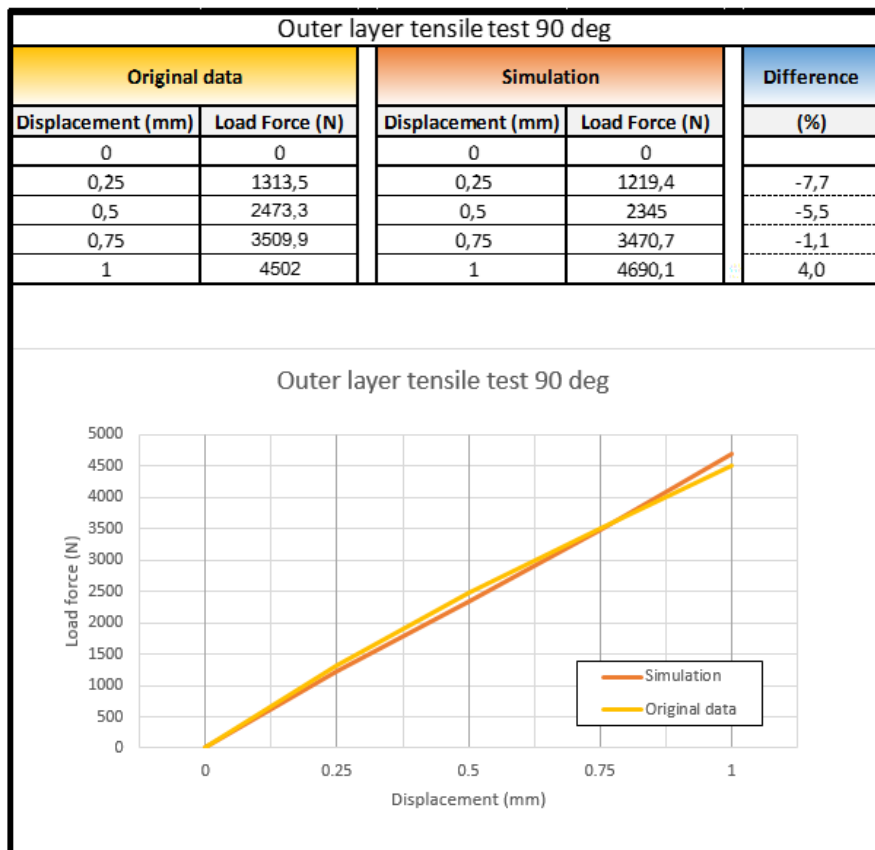 Outer layer tensile test 90 deg
Original data Simulation Difference
Displacement (mm) Load Force (N) Displacement (mm) Load Force (N) (%)
0 0 0 0
0,25 1313,5 0,25 1219,4 -7,7
0,5 2473,3 0,5 2345 -5,5
0,75 3509,9 0,75 3470,7 -1,1
1 4502 1 4690,1 4,0
Outer layer tensile test 90 deg
5000
4500
4000
3500
3000
2500
2000
1500
1000
500
0
Load force (N)
Simulation
Original data
0 0.25 0.5 0.75 1
Displacement (mm)